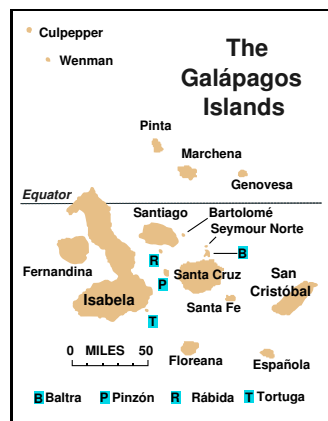 Culpepper
Wenman
The
Galápagos
Islands
Pinta
Marchena
Genovesa
Equator
Santiago
Bartolomé
Seymour Norte
R
B
Fernandina
P
Santa Cruz
San
Cristóbal
Isabela
Santa Fe
T
0 MILES 50
Floreana
Española
B Baltra P Pinzón R Rábida T Tortuga